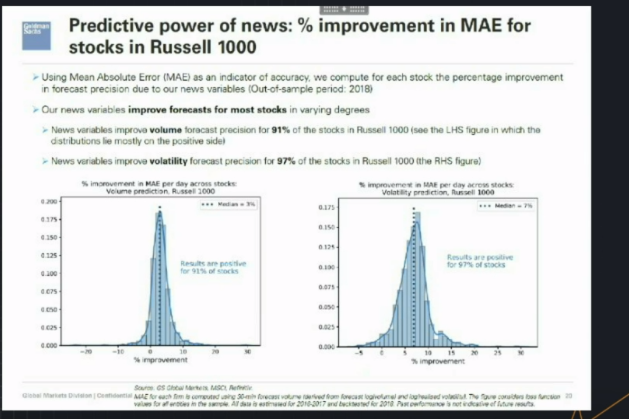 Goldman
Sachs
Predictive power of news: % improvement in MAE for
stocks in Russell 1000
Using Mean Absolute Error (MAE) as an indicator of accuracy, we compute for each stock the percentage improvement
in forecast precision due to our news variables (Out-of-sample period: 2018)
Our news variables improve forecasts for most stocks in varying degrees
News variables improve volume forecast precision for 91% of the stocks in Russell 1000 (see the LHS figure in which the
distributions lie mostly on the positive side)
News variables improve volatility forecast precision for 97% of the stocks in Russell 1000 (the RHS figure)
% improvement in MAE per day across stocks:
Volume prediction, Russell 1000
0.200
0.175
0.150
0.125
0.100
0.075
0.050
0.025
0.000
Median = 3%
Results are positive
for 91% of stocks
-20 -10 0 10 20 30
% improvement
% improvement in MAE per day across stocks:
Volatility prediction, Russell 1000
0.175
0.150
0.125
0.100
0.075
0.050
0.025
0.000
Median = 7%
Results are positive
for 97% of stocks
-5 0 5 10 15 20 25 30
% improvement
Source: GS Global Markets, MSCI, Refinitiv.
Global Markets Division | Confidential
MAE for each firm is computed using 30-min forecast volume (derived from forecast log(volume) and log(realized volatility). The figure considers loss function
values for all entities in the sample. All data is estimated for 2016-2017 and backtested for 2018. Past performance is not indicative of future results.